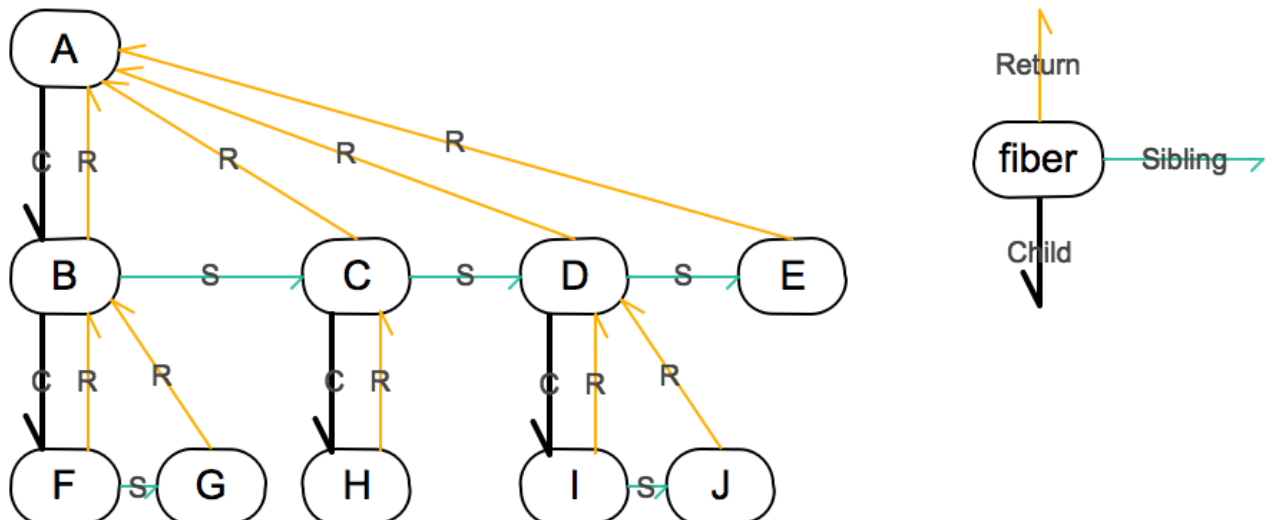 A
Return
C R R R R
fiber Sibling
Child
B S C S D S E
C R R C R C R R
F S G H I S J